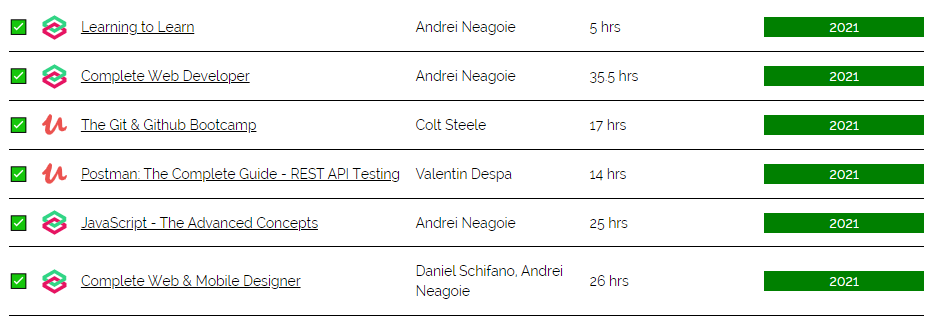 Learning to Learn Andrei Neagoie 5 hrs 2021
Complete Web Developer Andrei Neagoie 35.5 hrs 2021
The Git & Github Bootcamp Colt Steele 17 hrs 2021
Postman: The Complete Guide - REST API Testing Valentin Despa 14 hrs 2021
JavaScript - The Advanced Concepts Andrei Neagoie 25 hrs 2021
Complete Web & Mobile Designer Daniel Schifano, Andrei
Neagoie 26 hrs 2021